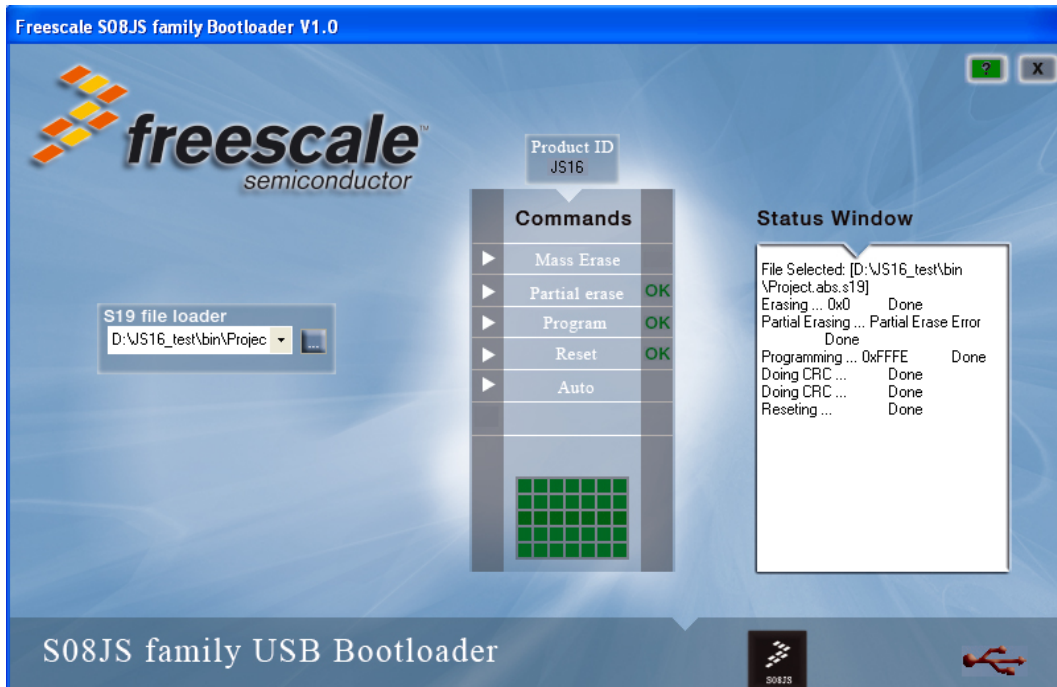 Freescale S08JS family Bootloader V1.0
? X
freescale™
semiconductor
Product ID
JS16
Commands
Mass Erase
Partial erase OK
Program OK
Reset OK
Auto
S19 file loader
D:\JS16_test\bin\Projec
...
Status Window
File Selected: [D:\JS16_test\bin
\Project.abs.s19]
Erasing ... 0x0 Done
Partial Erasing ... Partial Erase Error
Done
Programming ... 0xFFFE Done
Doing CRC ... Done
Doing CRC ... Done
Reseting ... Done
S08JS family USB Bootloader
S08JS